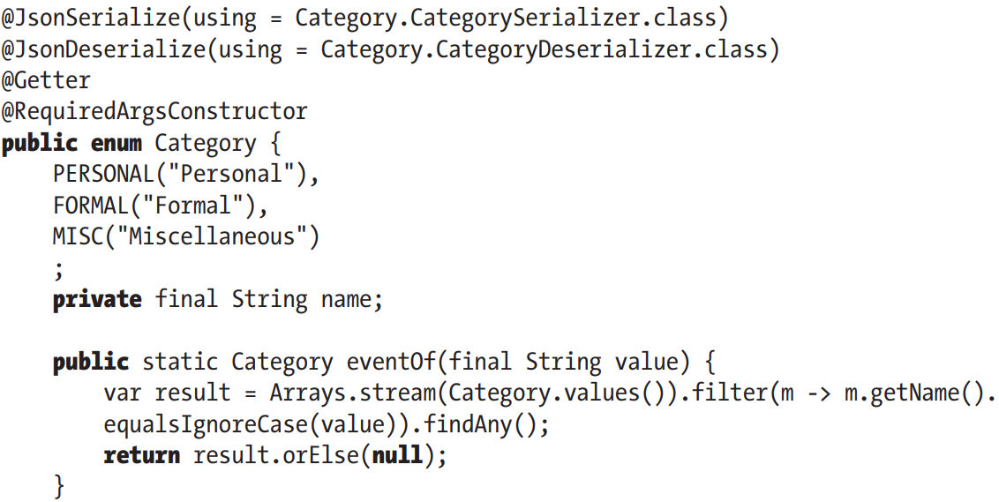 @JsonSerialize(using = Category.CategorySerializer.class)
@JsonDeserialize(using = Category.CategoryDeserializer.class)
@Getter
@RequiredArgsConstructor
public enum Category {
    PERSONAL("Personal"),
    FORMAL("Formal"),
    MISC("Miscellaneous")
    ;
    private final String name;

    public static Category eventOf(final String value) {
        var result = Arrays.stream(Category.values()).filter(m -> m.getName().
        equalsIgnoreCase(value)).findAny();
        return result.orElse(null);
    }